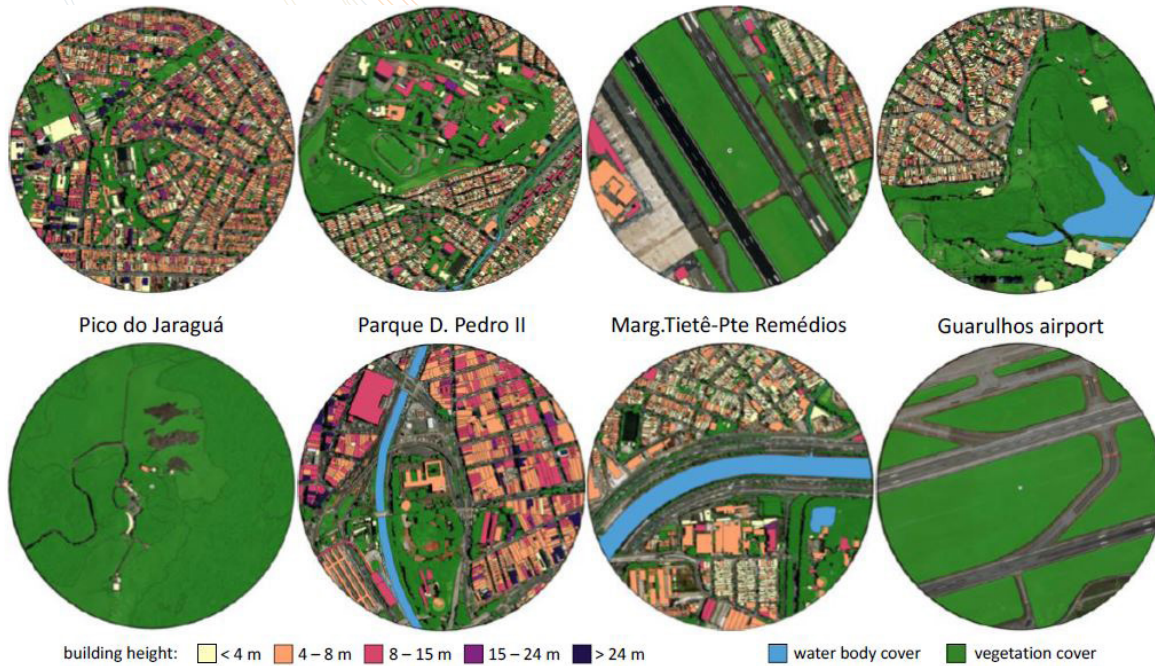 Pico do Jaraguá Parque D. Pedro II Marg.Tietê-Pte Remédios Guarulhos airport
building height: < 4 m 4 – 8 m 8 – 15 m 15 – 24 m > 24 m water body cover vegetation cover